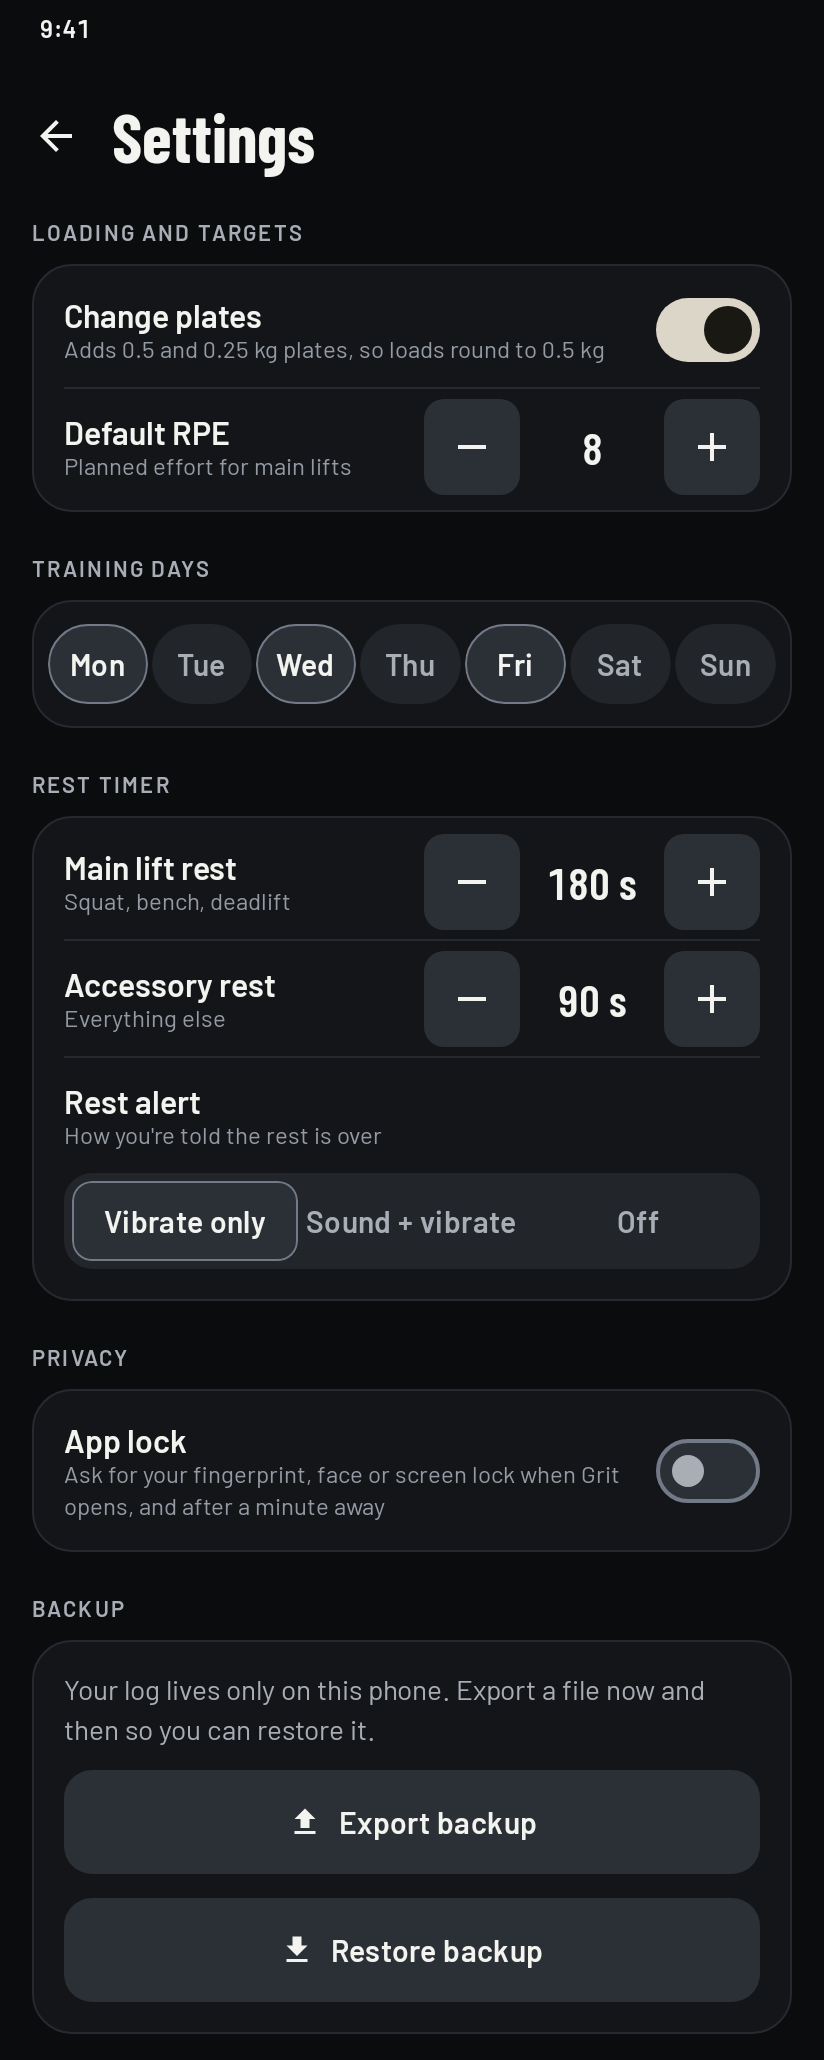 9:41
Settings
LOADING AND TARGETS
Change plates
Adds 0.5 and 0.25 kg plates, so loads round to 0.5 kg
Default RPE
Planned effort for main lifts
8
TRAINING DAYS
Mon Tue Wed Thu Fri Sat Sun
REST TIMER
Main lift rest
Squat, bench, deadlift
180 s
Accessory rest
Everything else
90 s
Rest alert
How you're told the rest is over
Vibrate only Sound + vibrate Off
PRIVACY
App lock
Ask for your fingerprint, face or screen lock when Grit
opens, and after a minute away
BACKUP
Your log lives only on this phone. Export a file now and
then so you can restore it.
Export backup
Restore backup